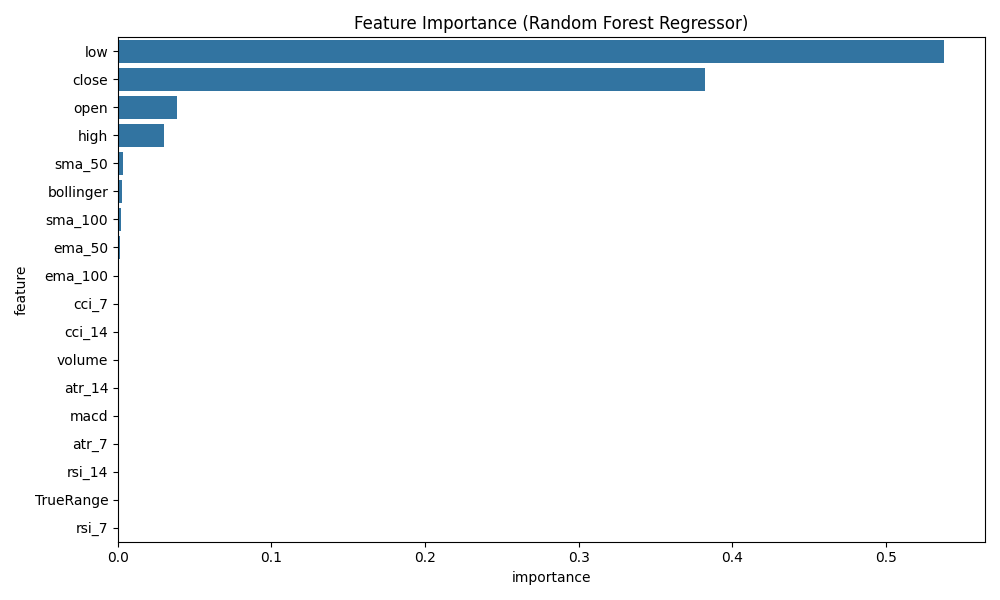 Feature Importance (Random Forest Regressor)
low
close
open
high
sma_50
bollinger
sma_100
ema_50
ema_100
cci_7
cci_14
volume
atr_14
macd
atr_7
rsi_14
TrueRange
rsi_7
feature
0.0 0.1 0.2 0.3 0.4 0.5
importance